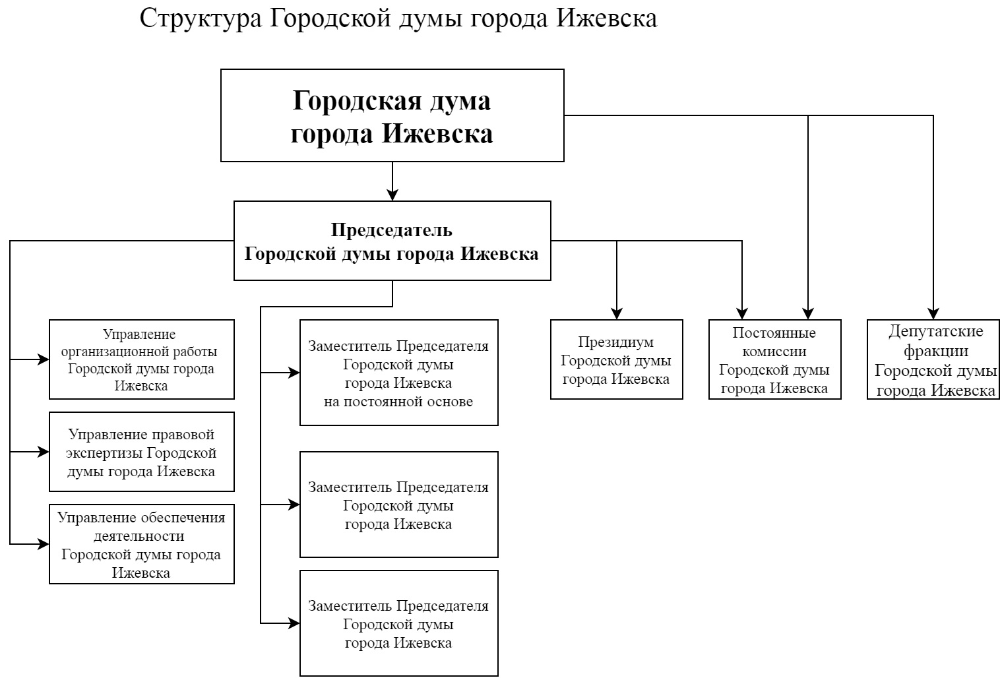 Структура Городской думы города Ижевска
Городская дума
города Ижевска
Председатель
Городской думы города Ижевска
Управление
организационной работы
Городской думы города
Ижевска
Управление правовой
экспертизы Городской
думы города Ижевска
Управление обеспечения
деятельности
Городской думы города
Ижевска
Заместитель Председателя
Городской думы
города Ижевска
на постоянной основе
Заместитель Председателя
Городской думы
города Ижевска
Заместитель Председателя
Городской думы
города Ижевска
Президиум
Городской думы
города Ижевска
Постоянные
комиссии
Городской думы
города Ижевска
Депутатские
фракции
Городской думы
города Ижевска